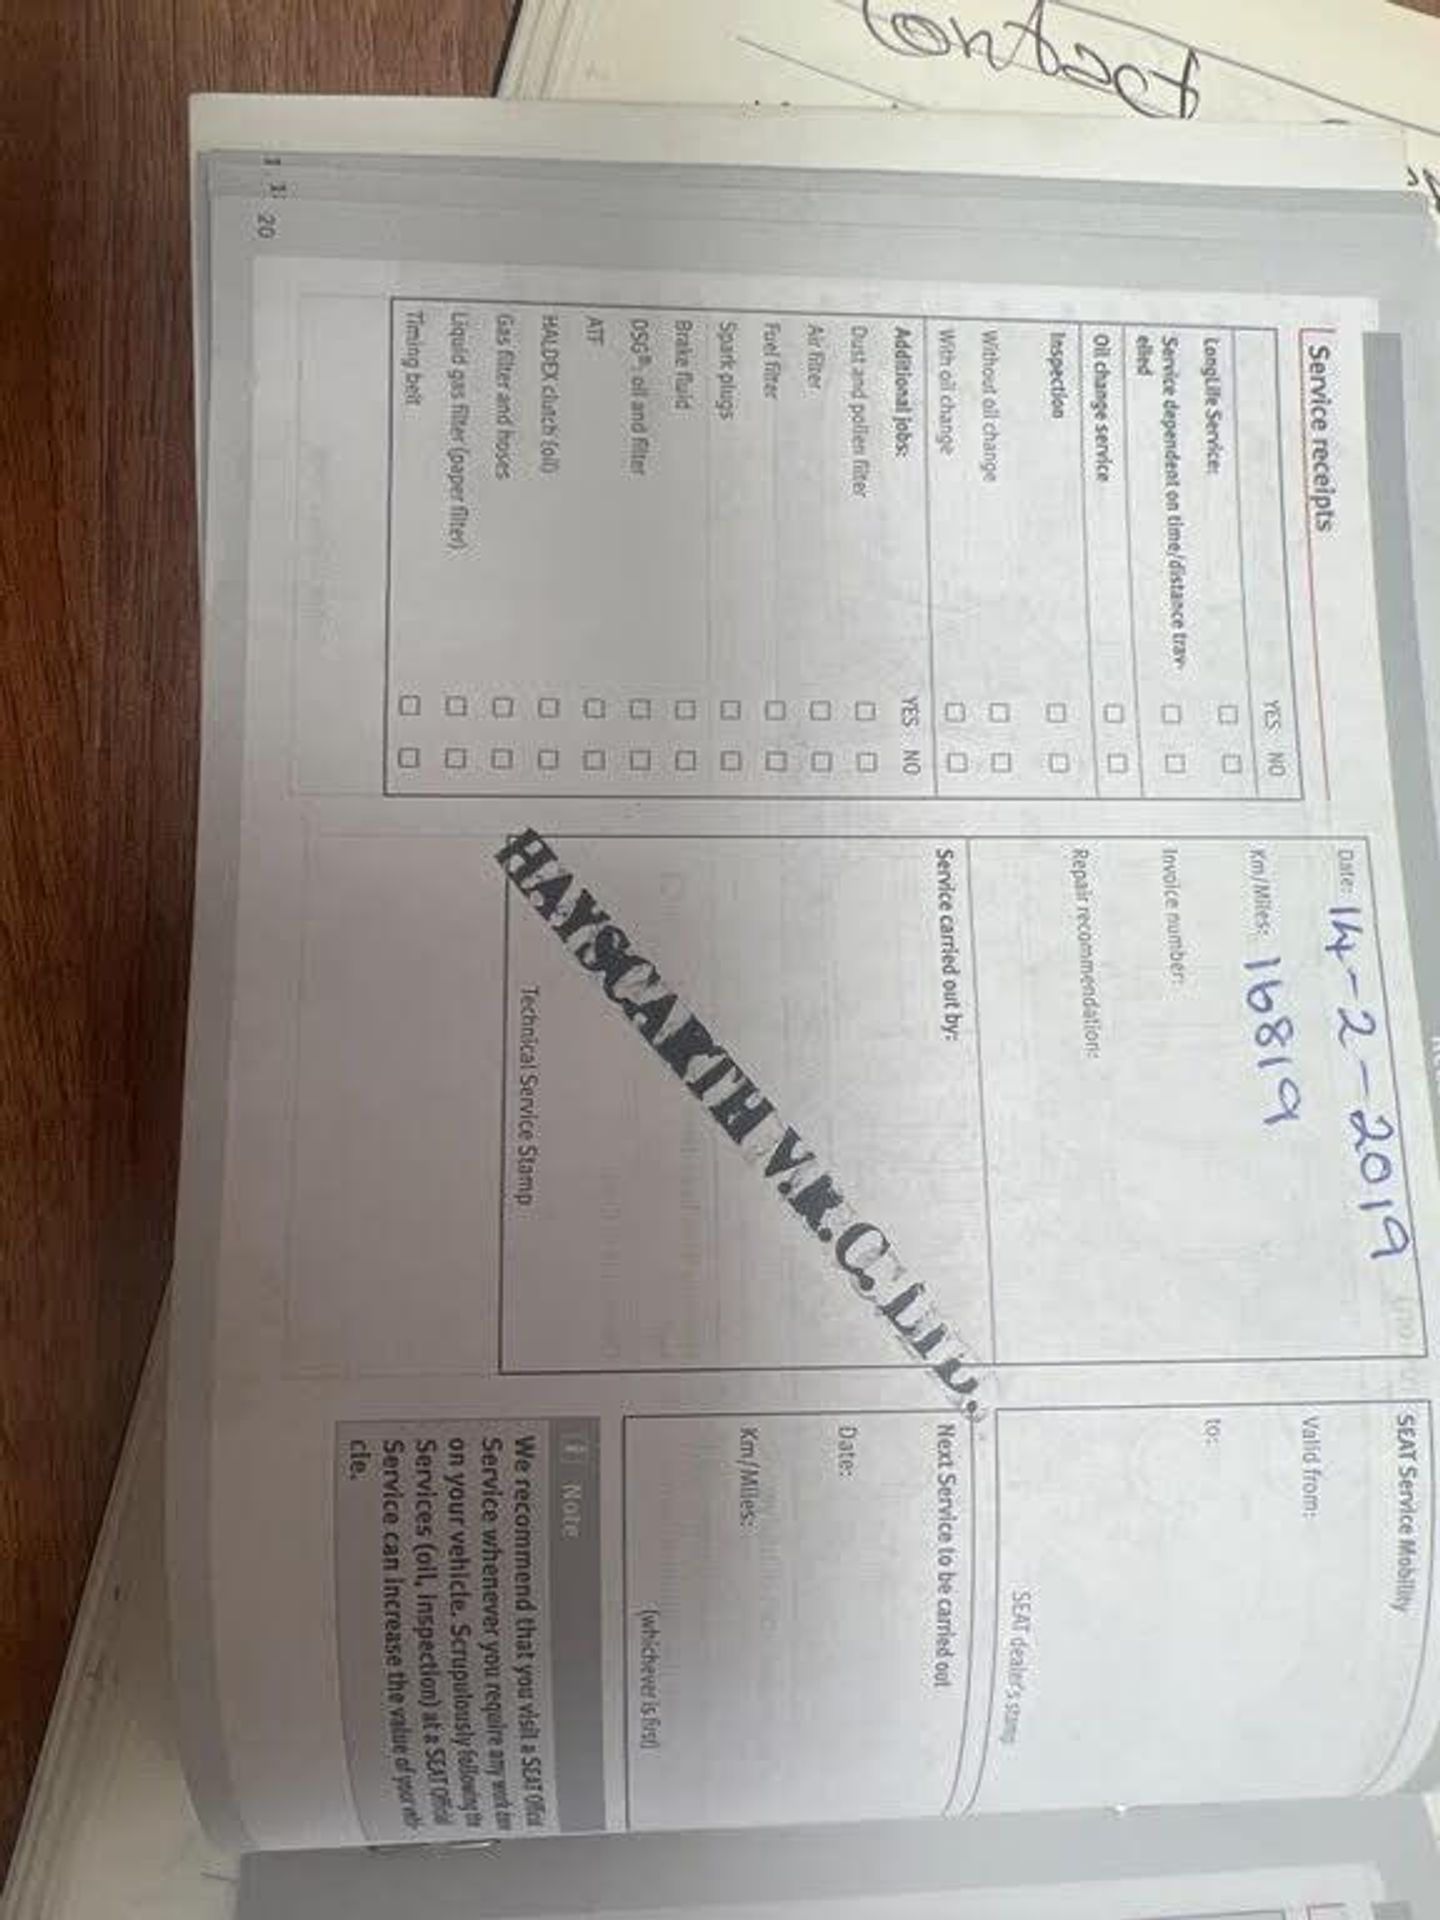 Service receipts
YES NO
LongLife Service:
Service dependent on time/distance trav-
elled
Oil change service
Inspection
Without oil change
With oil change
Additional jobs: YES NO
Dust and pollen filter
Air filter
Fuel filter
Spark plugs
Brake fluid
DSG®, oil and filter
ATF
HALDEX clutch (oil)
Gas filter and hoses
Liquid gas filter (paper filter)
Timing belt
Date: 14-2-2019
Km/Miles: 16819
Invoice number:
Repair recommendation:
Service carried out by:
HAYSCARTH V.R.C. LTD.
Technical Service Stamp
SEAT Service Mobility
Valid from:
to:
SEAT dealer's stamp
Next Service to be carried out
Date:
Km/Miles:
(whichever is first)
i Note
We recommend that you visit a SEAT Official
Service whenever you require any work done
on your vehicle. Scrupulously following the
Services (oil, inspection) at a SEAT Official
Service can increase the value of your vehi-
cle.
20